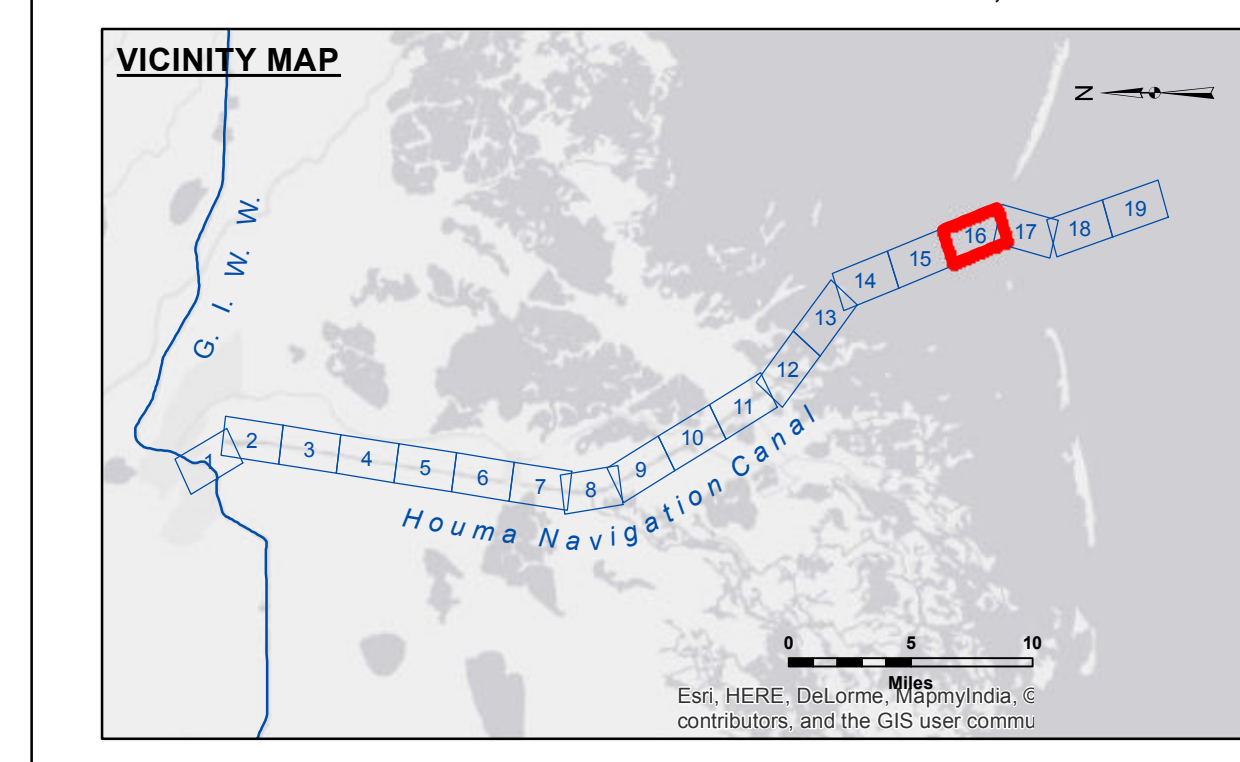 VICINITY MAP
N
G. I. W. W.
1
2
3
4
5
6
7
8
9
10
11
12
13
14
15
16
17
18
19
Houma Navigation Canal
0 5 10
Miles
Esri, HERE, DeLorme, MapmyIndia, ©
contributors, and the GIS user commu